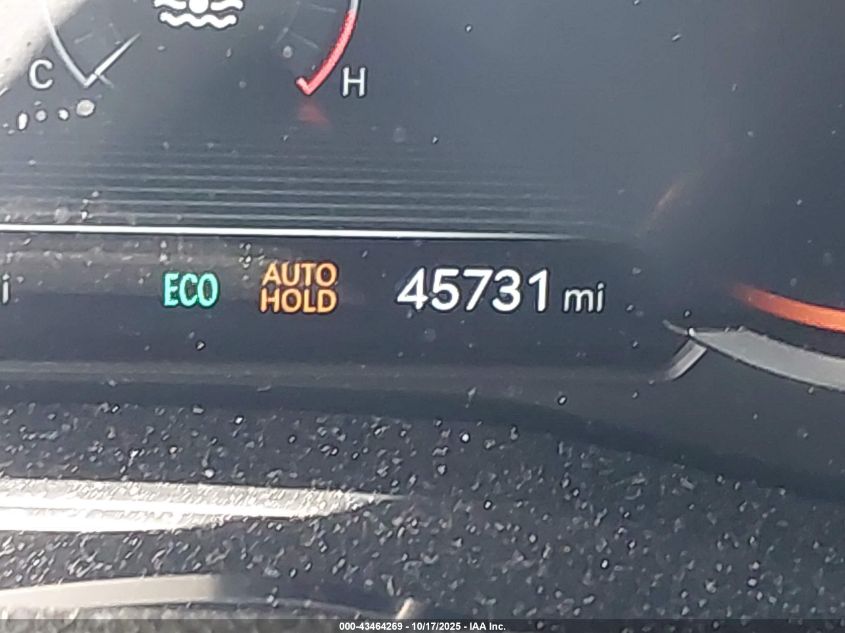 C
H
ECO
AUTO
HOLD
45731 mi
000-43464269 - 10/17/2025 - IAA Inc.